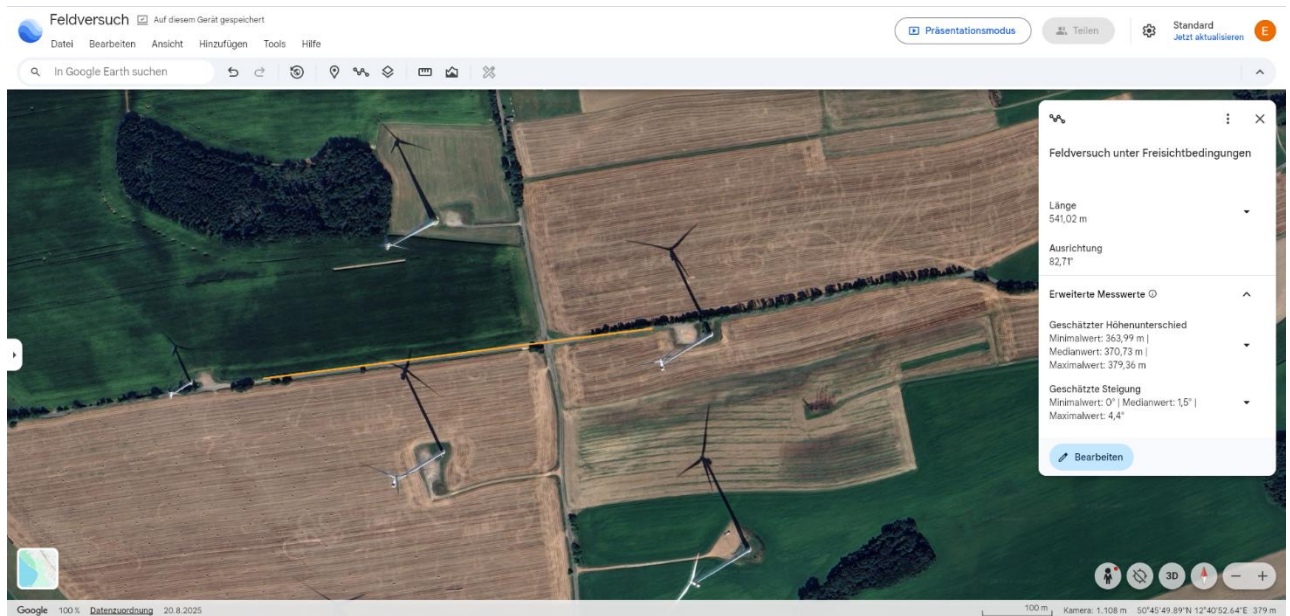 Feldversuch Auf diesem Gerät gespeichert
Datei Bearbeiten Ansicht Hinzufügen Tools Hilfe
Präsentationsmodus
Teilen
Standard
Jetzt aktualisieren
E
In Google Earth suchen
Feldversuch unter Freisichtbedingungen
Länge
541,02 m
Ausrichtung
82,71°
Erweiterte Messwerte
Geschätzter Höhenunterschied
Minimalwert: 363,99 m |
Medianwert: 370,73 m |
Maximalwert: 379,36 m
Geschätzte Steigung
Minimalwert: 0° | Medianwert: 1,5° |
Maximalwert: 4,4°
Bearbeiten
3D
Google 100 % Datenzuordnung 20.8.2025 100 m Kamera: 1.108 m 50°45'49.89"N 12°40'52.64"E 379 m